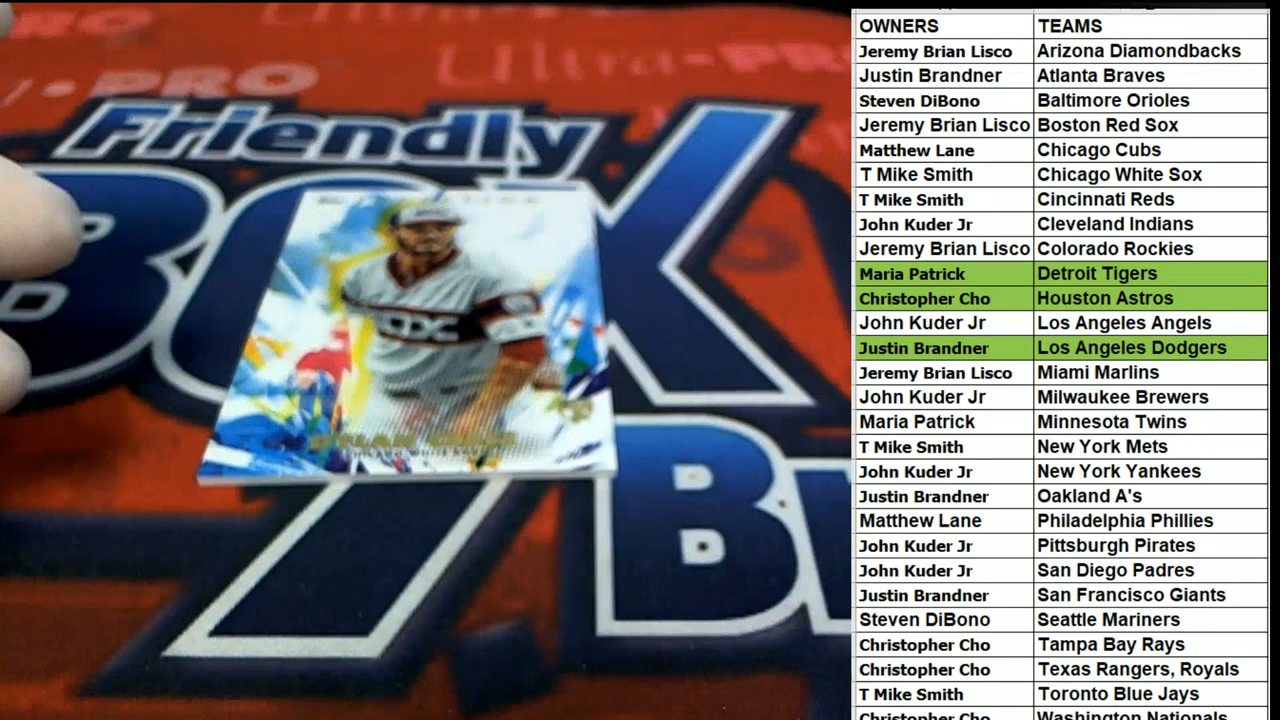 PRO
Ultra•PRO
PRO
Friendly
BOX
B
DYLAN CEASE
CHICAGO WHITE SOX
OWNERS TEAMS
Jeremy Brian Lisco Arizona Diamondbacks
Justin Brandner Atlanta Braves
Steven DiBono Baltimore Orioles
Jeremy Brian Lisco Boston Red Sox
Matthew Lane Chicago Cubs
T Mike Smith Chicago White Sox
T Mike Smith Cincinnati Reds
John Kuder Jr Cleveland Indians
Jeremy Brian Lisco Colorado Rockies
Maria Patrick Detroit Tigers
Christopher Cho Houston Astros
John Kuder Jr Los Angeles Angels
Justin Brandner Los Angeles Dodgers
Jeremy Brian Lisco Miami Marlins
John Kuder Jr Milwaukee Brewers
Maria Patrick Minnesota Twins
T Mike Smith New York Mets
John Kuder Jr New York Yankees
Justin Brandner Oakland A's
Matthew Lane Philadelphia Phillies
John Kuder Jr Pittsburgh Pirates
John Kuder Jr San Diego Padres
Justin Brandner San Francisco Giants
Steven DiBono Seattle Mariners
Christopher Cho Tampa Bay Rays
Christopher Cho Texas Rangers, Royals
T Mike Smith Toronto Blue Jays
Christopher Cho Washington Nationals